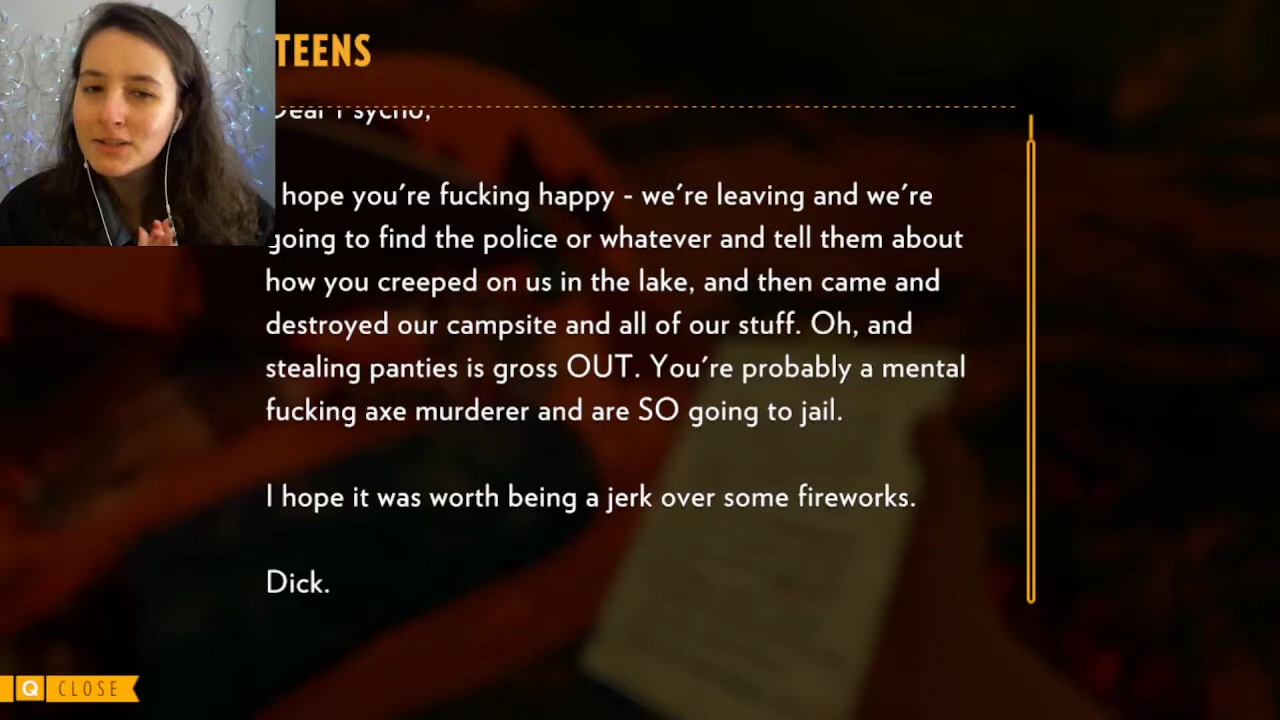 TEENS
Dear Psycho,
hope you're fucking happy - we're leaving and we're
going to find the police or whatever and tell them about
how you creeped on us in the lake, and then came and
destroyed our campsite and all of our stuff. Oh, and
stealing panties is gross OUT. You're probably a mental
fucking axe murderer and are SO going to jail.
I hope it was worth being a jerk over some fireworks.
Dick.
Q CLOSE